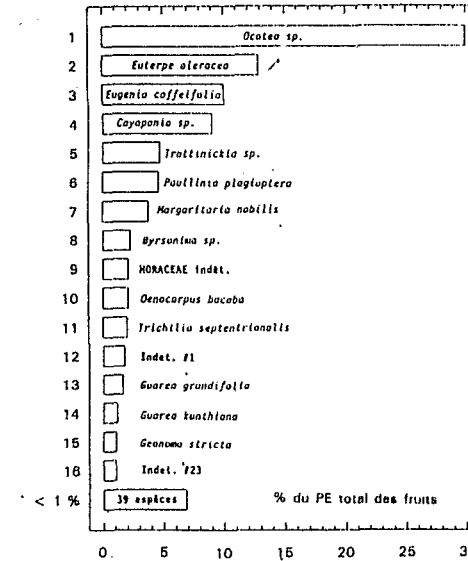 1 Ocotea sp.
2 Euterpe oleracea
3 Eugenia coffeifolia
4 Cayaponia sp.
5 Trattinickia sp.
6 Paullinia plagioptera
7 Margaritaria nobilis
8 Byrsonima sp.
9 MORACEAE indet.
10 Oenocarpus bacaba
11 Trichilia septentrionalis
12 Indet. #1
13 Guarea grandifolia
14 Guarea kunthiana
15 Geonoma stricta
16 Indet. #23
< 1 % 39 espèces % du PE total des fruits
0 5 10 15 20 25 3